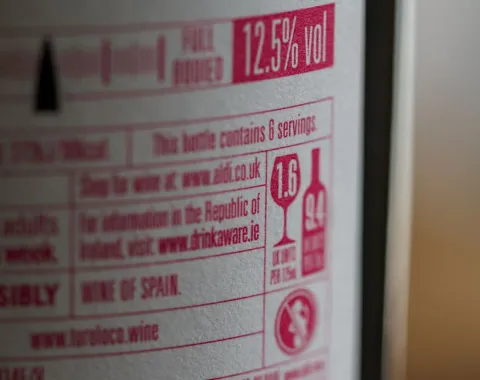 FULL
BODIED
12.5% vol
This bottle contains 6 servings.
Shop for wine at: www.aldi.co.uk
adults
week.
For information in the Republic of
Ireland, visit: www.drinkaware.ie
1.6
UK UNITS
PER 125ml
9.4
SIBLY
WINE OF SPAIN.
www.toroloco.wine